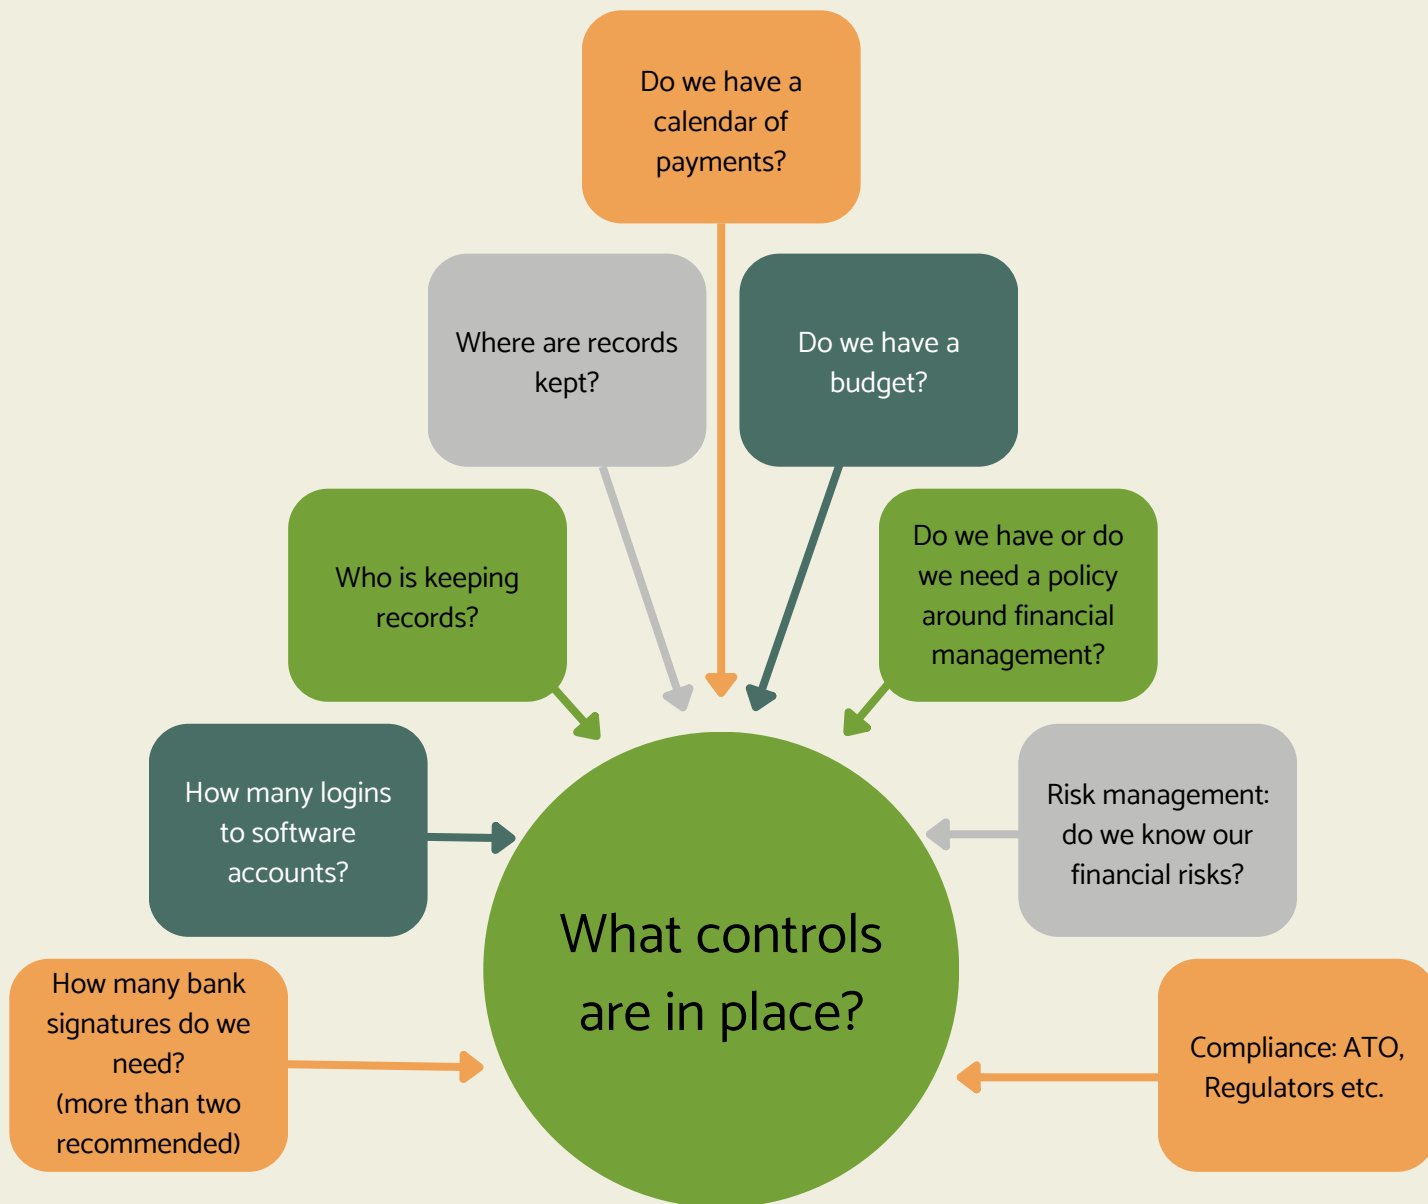 Do we have a
calendar of
payments?
Where are records
kept?
Do we have a
budget?
Who is keeping
records?
Do we have or do
we need a policy
around financial
management?
How many logins
to software
accounts?
Risk management:
do we know our
financial risks?
What controls
are in place?
How many bank
signatures do we
need?
(more than two
recommended)
Compliance: ATO,
Regulators etc.